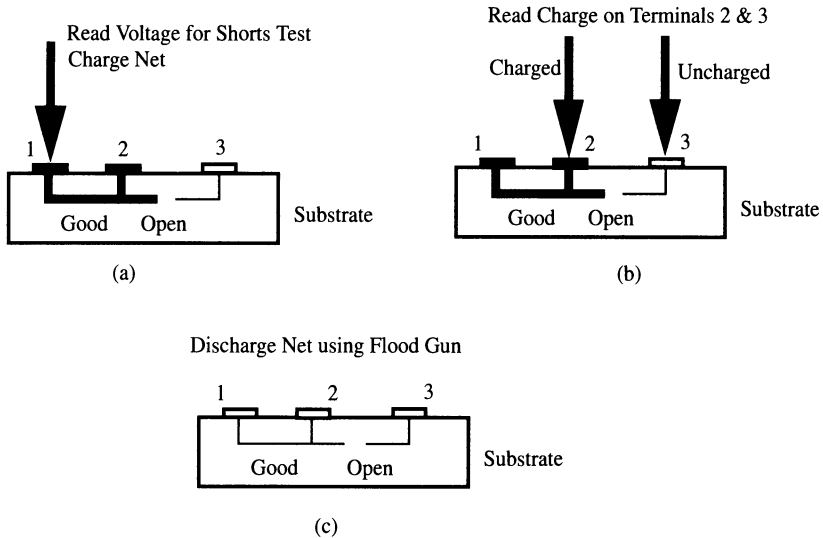 Read Voltage for Shorts Test
Charge Net
1 2 3
Good Open
Substrate
(a)
Read Charge on Terminals 2 & 3
Charged
Uncharged
1 2 3
Good Open
Substrate
(b)
Discharge Net using Flood Gun
1 2 3
Good Open
Substrate
(c)